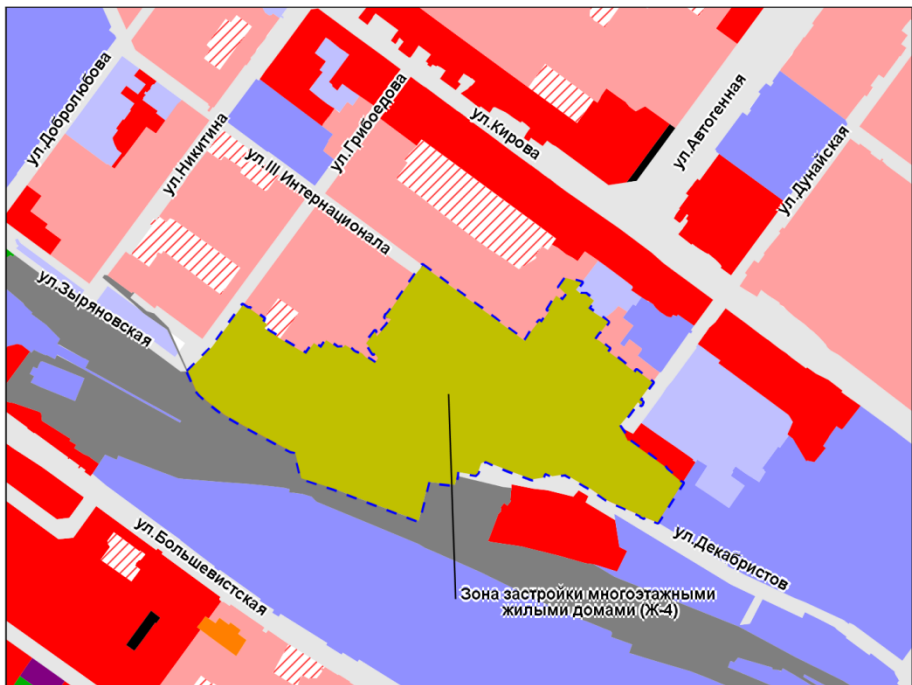 ул.Добролюбова
ул.Никитина
ул.Грибоедова
ул.III Интернационала
ул.Кирова
ул.Автогенная
ул.Дунайская
ул.Зыряновская
ул.Большевистская
ул.Декабристов
Зона застройки многоэтажными
жилыми домами (Ж-4)